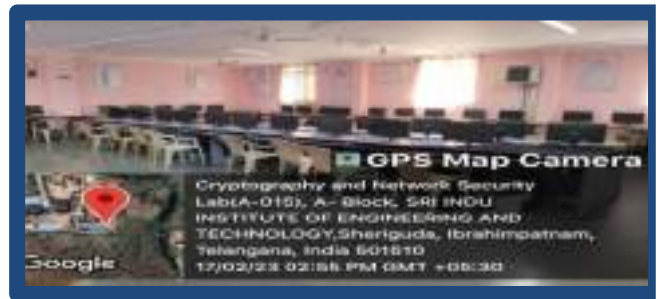 GPS Map Camera
Cryptography and Network Security
Lab(A-015), A- Block, SRI INDU
INSTITUTE OF ENGINEERING AND
TECHNOLOGY,Sheriguda, Ibrahimpatnam,
Telangana, India 501510
17/02/23 02:55 PM GMT +05:30
Google